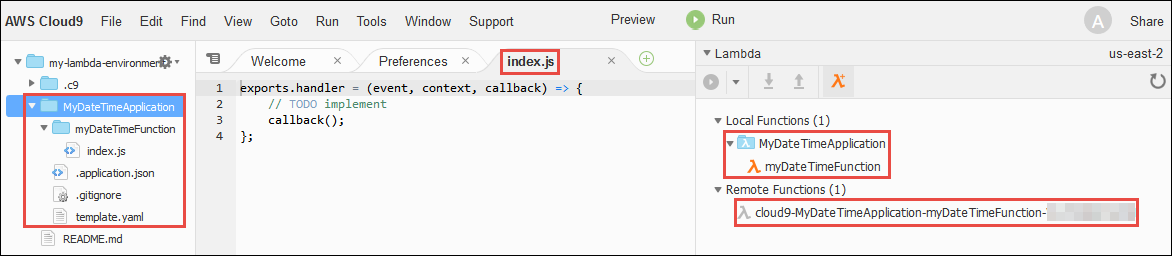 AWS Cloud9 File Edit Find View Goto Run Tools Window Support Preview Run A Share
my-lambda-environmen
.c9
MyDateTimeApplication
myDateTimeFunction
index.js
.application.json
.gitignore
template.yaml
README.md
Welcome Preferences index.js
1 exports.handler = (event, context, callback) => {
2 // TODO implement
3 callback();
4 };
Lambda us-east-2
Local Functions (1)
MyDateTimeApplication
myDateTimeFunction
Remote Functions (1)
cloud9-MyDateTimeApplication-myDateTimeFunction-